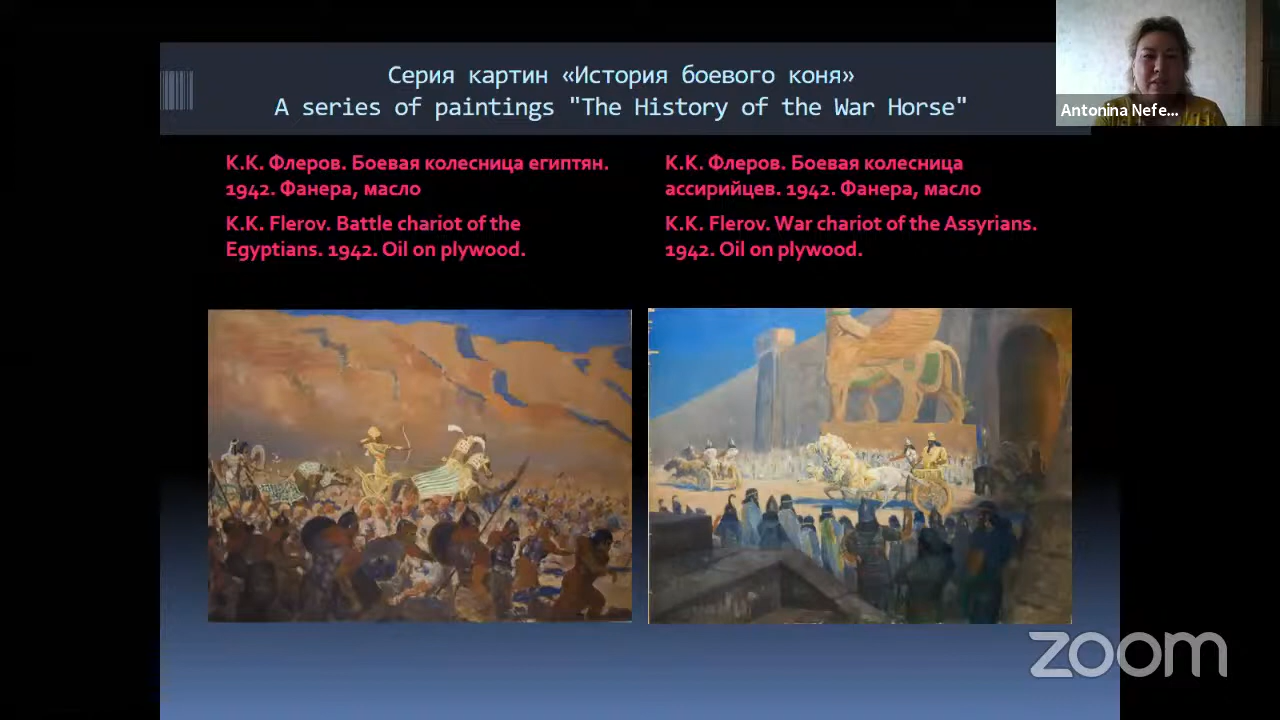 Серия картин «История боевого коня»
A series of paintings "The History of the War Horse"
Antonina Nefe...
К.К. Флеров. Боевая колесница египтян.
1942. Фанера, масло
K.K. Flerov. Battle chariot of the
Egyptians. 1942. Oil on plywood.
К.К. Флеров. Боевая колесница
ассирийцев. 1942. Фанера, масло
K.K. Flerov. War chariot of the Assyrians.
1942. Oil on plywood.
zoom